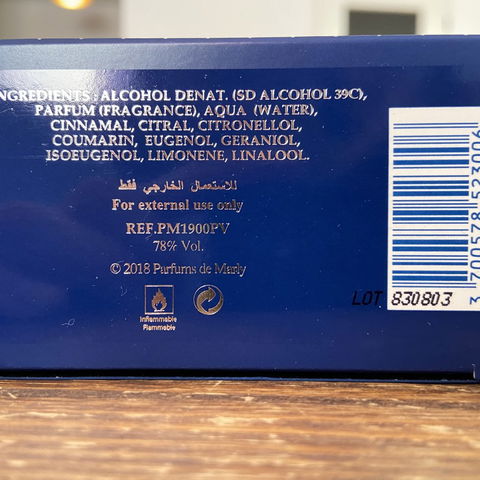 INGREDIENTS : ALCOHOL DENAT. (SD ALCOHOL 39C),
PARFUM (FRAGRANCE), AQUA (WATER),
CINNAMAL, CITRAL, CITRONELLOL,
COUMARIN, EUGENOL, GERANIOL,
ISOEUGENOL, LIMONENE, LINALOOL.
للاستعمال الخارجي فقط
For external use only
REF.PM1900PV
78% Vol.
© 2018 Parfums de Marly
Inflammable
Flammable
LOT 830803
3700578523006